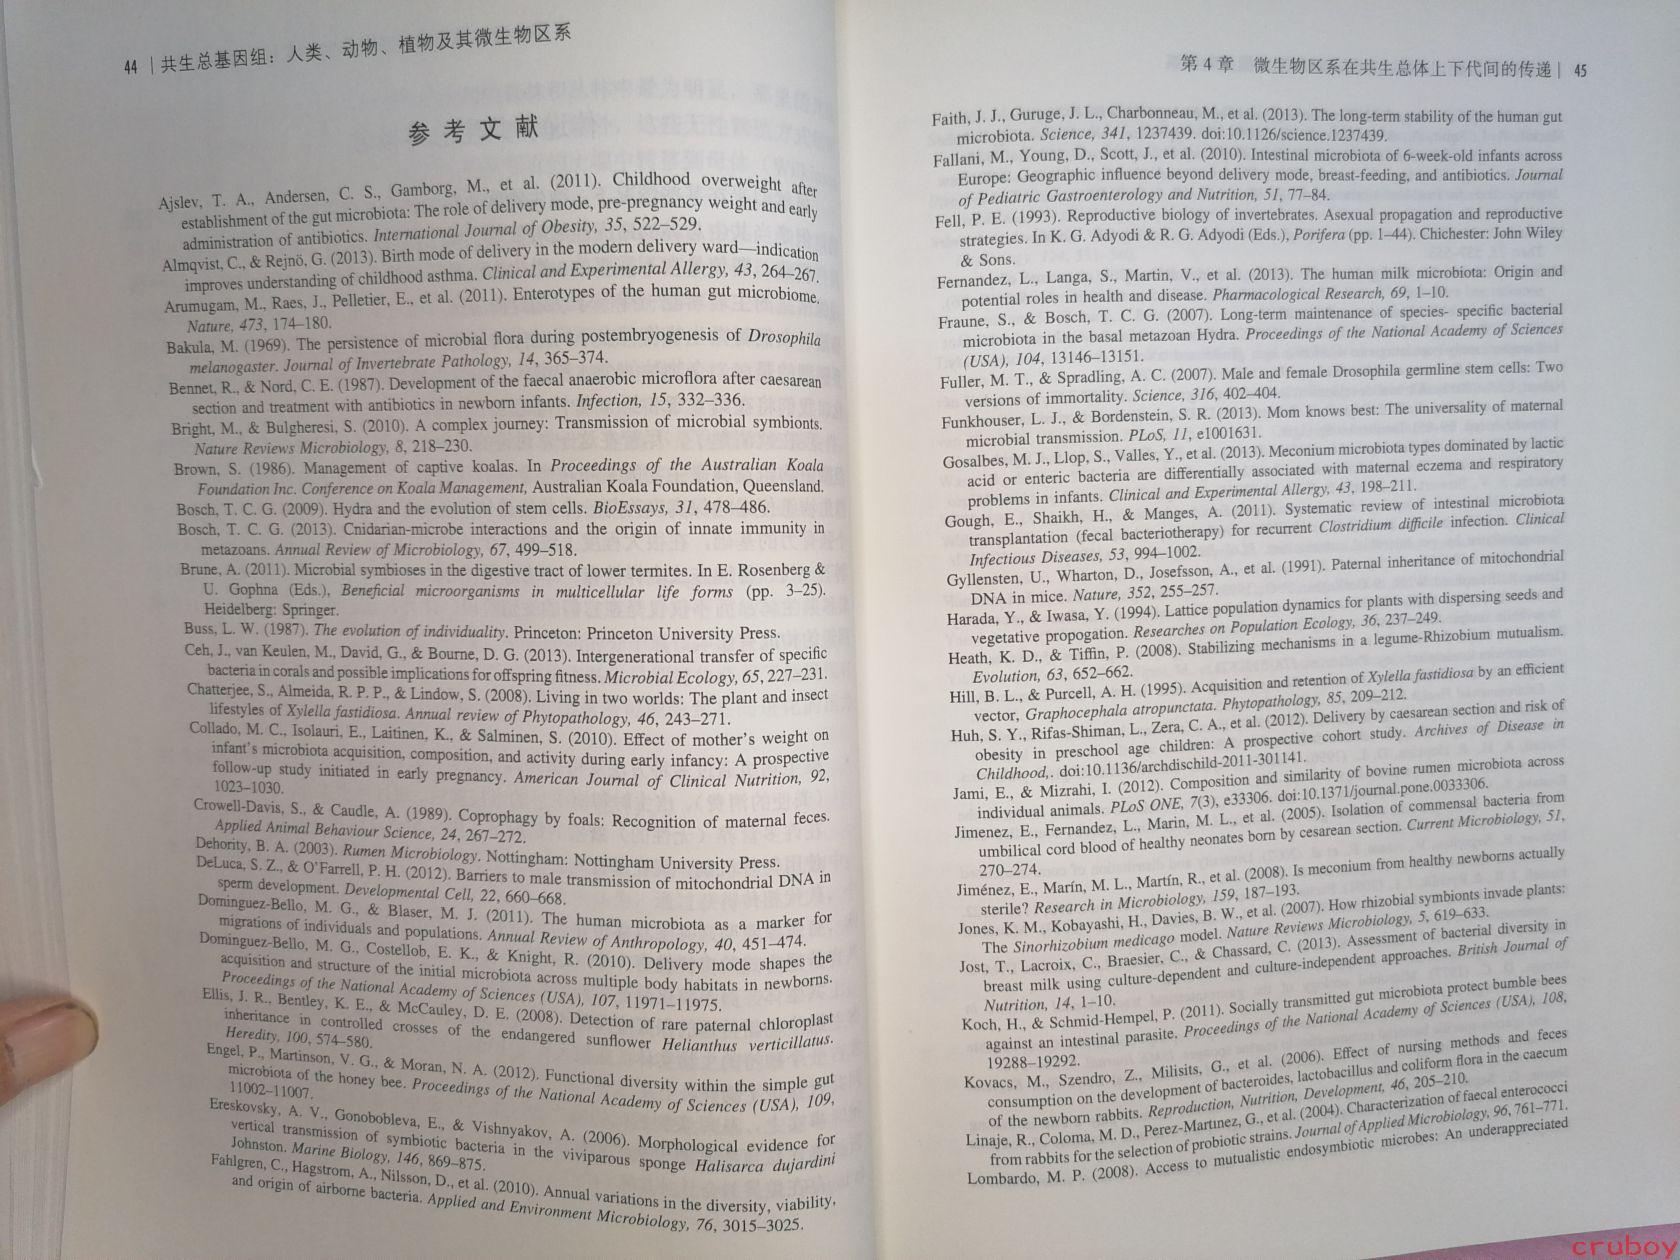 44 | 共生总基因组：人类、动物、植物及其微生物区系
参考文献
Ajslev, T. A., Andersen, C. S., Gamborg, M., et al. (2011). Childhood overweight after
establishment of the gut microbiota: The role of delivery mode, pre-pregnancy weight and early
administration of antibiotics. International Journal of Obesity, 35, 522–529.
Almqvist, C., & Rejnö, G. (2013). Birth mode of delivery in the modern delivery ward—indication
improves understanding of childhood asthma. Clinical and Experimental Allergy, 43, 264–267.
Arumugam, M., Raes, J., Pelletier, E., et al. (2011). Enterotypes of the human gut microbiome.
Nature, 473, 174–180.
Bakula, M. (1969). The persistence of microbial flora during postembryogenesis of Drosophila
melanogaster. Journal of Invertebrate Pathology, 14, 365–374.
Bennet, R., & Nord, C. E. (1987). Development of the faecal anaerobic microflora after caesarean
section and treatment with antibiotics in newborn infants. Infection, 15, 332–336.
Bright, M., & Bulgheresi, S. (2010). A complex journey: Transmission of microbial symbionts.
Nature Reviews Microbiology, 8, 218–230.
Brown, S. (1986). Management of captive koalas. In Proceedings of the Australian Koala
Foundation Inc. Conference on Koala Management, Australian Koala Foundation, Queensland.
Bosch, T. C. G. (2009). Hydra and the evolution of stem cells. BioEssays, 31, 478–486.
Bosch, T. C. G. (2013). Cnidarian-microbe interactions and the origin of innate immunity in
metazoans. Annual Review of Microbiology, 67, 499–518.
Brune, A. (2011). Microbial symbioses in the digestive tract of lower termites. In E. Rosenberg &
U. Gophna (Eds.), Beneficial microorganisms in multicellular life forms (pp. 3–25).
Heidelberg: Springer.
Buss, L. W. (1987). The evolution of individuality. Princeton: Princeton University Press.
Ceh, J., van Keulen, M., David, G., & Bourne, D. G. (2013). Intergenerational transfer of specific
bacteria in corals and possible implications for offspring fitness. Microbial Ecology, 65, 227–231.
Chatterjee, S., Almeida, R. P. P., & Lindow, S. (2008). Living in two worlds: The plant and insect
lifestyles of Xylella fastidiosa. Annual review of Phytopathology, 46, 243–271.
Collado, M. C., Isolauri, E., Laitinen, K., & Salminen, S. (2010). Effect of mother's weight on
infant's microbiota acquisition, composition, and activity during early infancy: A prospective
follow-up study initiated in early pregnancy. American Journal of Clinical Nutrition, 92,
1023–1030.
Crowell-Davis, S., & Caudle, A. (1989). Coprophagy by foals: Recognition of maternal feces.
Applied Animal Behaviour Science, 24, 267–272.
Dehority, B. A. (2003). Rumen Microbiology. Nottingham: Nottingham University Press.
DeLuca, S. Z., & O'Farrell, P. H. (2012). Barriers to male transmission of mitochondrial DNA in
sperm development. Developmental Cell, 22, 660–668.
Dominguez-Bello, M. G., & Blaser, M. J. (2011). The human microbiota as a marker for
migrations of individuals and populations. Annual Review of Anthropology, 40, 451–474.
Dominguez-Bello, M. G., Costellob, E. K., & Knight, R. (2010). Delivery mode shapes the
acquisition and structure of the initial microbiota across multiple body habitats in newborns.
Proceedings of the National Academy of Sciences (USA), 107, 11971–11975.
Ellis, J. R., Bentley, K. E., & McCauley, D. E. (2008). Detection of rare paternal chloroplast
inheritance in controlled crosses of the endangered sunflower Helianthus verticillatus.
Heredity, 100, 574–580.
Engel, P., Martinson, V. G., & Moran, N. A. (2012). Functional diversity within the simple gut
microbiota of the honey bee. Proceedings of the National Academy of Sciences (USA), 109,
11002–11007.
Ereskovsky, A. V., Gonobobleva, E., & Vishnyakov, A. (2006). Morphological evidence for
vertical transmission of symbiotic bacteria in the viviparous sponge Halisarca dujardini
Johnston. Marine Biology, 146, 869–875.
Fahlgren, C., Hagstrom, A., Nilsson, D., et al. (2010). Annual variations in the diversity, viability,
and origin of airborne bacteria. Applied and Environment Microbiology, 76, 3015–3025.
第 4 章 微生物区系在共生总体上下代间的传递 | 45
Faith, J. J., Guruge, J. L., Charbonneau, M., et al. (2013). The long-term stability of the human gut
microbiota. Science, 341, 1237439. doi:10.1126/science.1237439.
Fallani, M., Young, D., Scott, J., et al. (2010). Intestinal microbiota of 6-week-old infants across
Europe: Geographic influence beyond delivery mode, breast-feeding, and antibiotics. Journal
of Pediatric Gastroenterology and Nutrition, 51, 77–84.
Fell, P. E. (1993). Reproductive biology of invertebrates. Asexual propagation and reproductive
strategies. In K. G. Adyodi & R. G. Adyodi (Eds.), Porifera (pp. 1–44). Chichester: John Wiley
& Sons.
Fernandez, L., Langa, S., Martin, V., et al. (2013). The human milk microbiota: Origin and
potential roles in health and disease. Pharmacological Research, 69, 1–10.
Fraune, S., & Bosch, T. C. G. (2007). Long-term maintenance of species- specific bacterial
microbiota in the basal metazoan Hydra. Proceedings of the National Academy of Sciences
(USA), 104, 13146–13151.
Fuller, M. T., & Spradling, A. C. (2007). Male and female Drosophila germline stem cells: Two
versions of immortality. Science, 316, 402–404.
Funkhouser, L. J., & Bordenstein, S. R. (2013). Mom knows best: The universality of maternal
microbial transmission. PLoS, 11, e1001631.
Gosalbes, M. J., Llop, S., Valles, Y., et al. (2013). Meconium microbiota types dominated by lactic
acid or enteric bacteria are differentially associated with maternal eczema and respiratory
problems in infants. Clinical and Experimental Allergy, 43, 198–211.
Gough, E., Shaikh, H., & Manges, A. (2011). Systematic review of intestinal microbiota
transplantation (fecal bacteriotherapy) for recurrent Clostridium difficile infection. Clinical
Infectious Diseases, 53, 994–1002.
Gyllensten, U., Wharton, D., Josefsson, A., et al. (1991). Paternal inheritance of mitochondrial
DNA in mice. Nature, 352, 255–257.
Harada, Y., & Iwasa, Y. (1994). Lattice population dynamics for plants with dispersing seeds and
vegetative propogation. Researches on Population Ecology, 36, 237–249.
Heath, K. D., & Tiffin, P. (2008). Stabilizing mechanisms in a legume-Rhizobium mutualism.
Evolution, 63, 652–662.
Hill, B. L., & Purcell, A. H. (1995). Acquisition and retention of Xylella fastidiosa by an efficient
vector, Graphocephala atropunctata. Phytopathology, 85, 209–212.
Huh, S. Y., Rifas-Shiman, L., Zera, C. A., et al. (2012). Delivery by caesarean section and risk of
obesity in preschool age children: A prospective cohort study. Archives of Disease in
Childhood,. doi:10.1136/archdischild-2011-301141.
Jami, E., & Mizrahi, I. (2012). Composition and similarity of bovine rumen microbiota across
individual animals. PLoS ONE, 7(3), e33306. doi:10.1371/journal.pone.0033306.
Jimenez, E., Fernandez, L., Marin, M. L., et al. (2005). Isolation of commensal bacteria from
umbilical cord blood of healthy neonates born by cesarean section. Current Microbiology, 51,
270–274.
Jiménez, E., Marín, M. L., Martín, R., et al. (2008). Is meconium from healthy newborns actually
sterile? Research in Microbiology, 159, 187–193.
Jones, K. M., Kobayashi, H., Davies, B. W., et al. (2007). How rhizobial symbionts invade plants:
The Sinorhizobium medicago model. Nature Reviews Microbiology, 5, 619–633.
Jost, T., Lacroix, C., Braesier, C., & Chassard, C. (2013). Assessment of bacterial diversity in
breast milk using culture-dependent and culture-independent approaches. British Journal of
Nutrition, 14, 1–10.
Koch, H., & Schmid-Hempel, P. (2011). Socially transmitted gut microbiota protect bumble bees
against an intestinal parasite. Proceedings of the National Academy of Sciences (USA), 108,
19288–19292.
Kovacs, M., Szendro, Z., Milisits, G., et al. (2006). Effect of nursing methods and feces
consumption on the development of bacteroides, lactobacillus and coliform flora in the caecum
of the newborn rabbits. Reproduction, Nutrition, Development, 46, 205–210.
Linaje, R., Coloma, M. D., Perez-Martınez, G., et al. (2004). Characterization of faecal enterococci
from rabbits for the selection of probiotic strains. Journal of Applied Microbiology, 96, 761–771.
Lombardo, M. P. (2008). Access to mutualistic endosymbiotic microbes: An underappreciated
cruboy